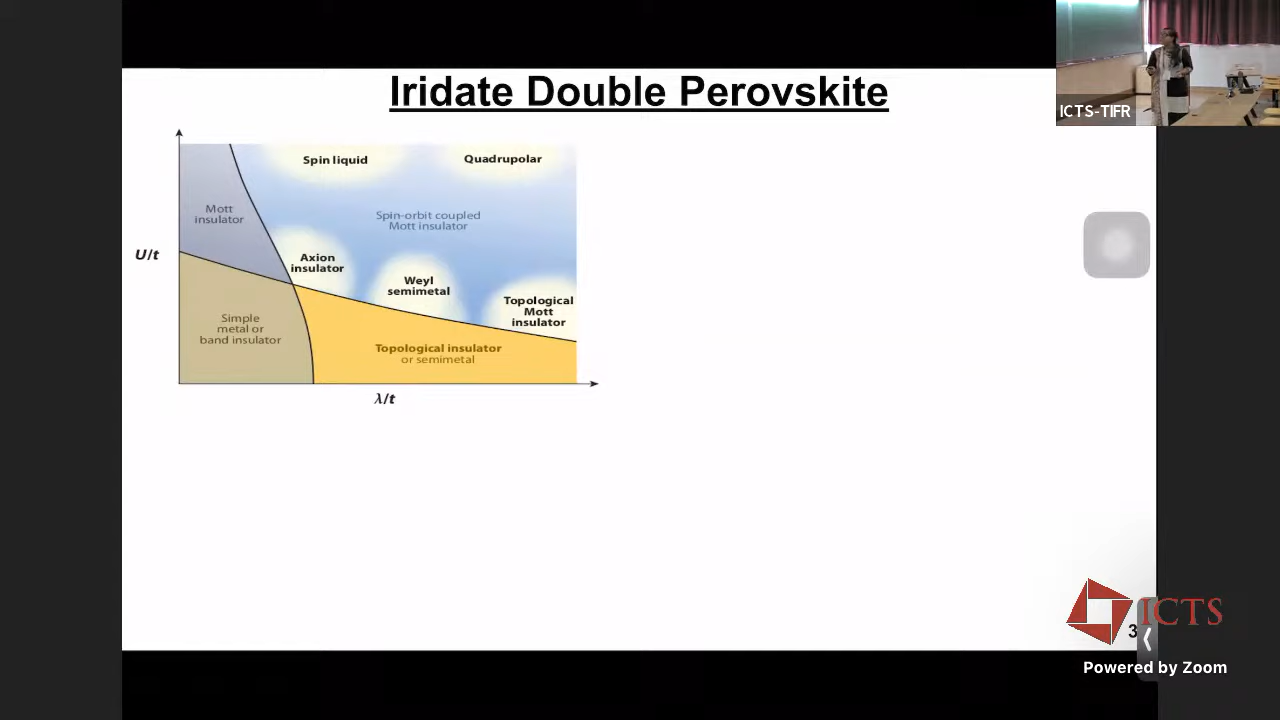 Iridate Double Perovskite
ICTS-TIFR
Spin liquid
Quadrupolar
Mott
insulator
Spin-orbit coupled
Mott insulator
U/t
Axion
insulator
Weyl
semimetal
Topological
Mott
insulator
Simple
metal or
band insulator
Topological insulator
or semimetal
λ/t
ICTS
3
Powered by Zoom